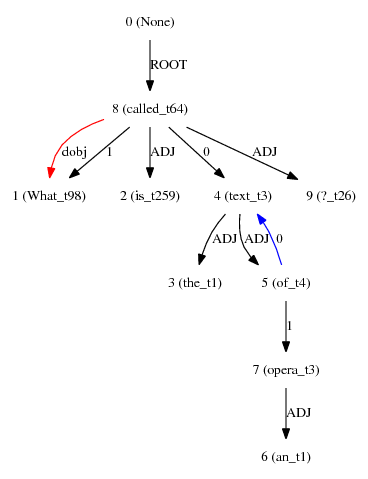 0 (None)
ROOT
8 (called_t64)
dobj 1 ADJ 0 ADJ
1 (What_t98) 2 (is_t259) 4 (text_t3) 9 (?_t26)
ADJ ADJ 0
3 (the_t1) 5 (of_t4)
1
7 (opera_t3)
ADJ
6 (an_t1)